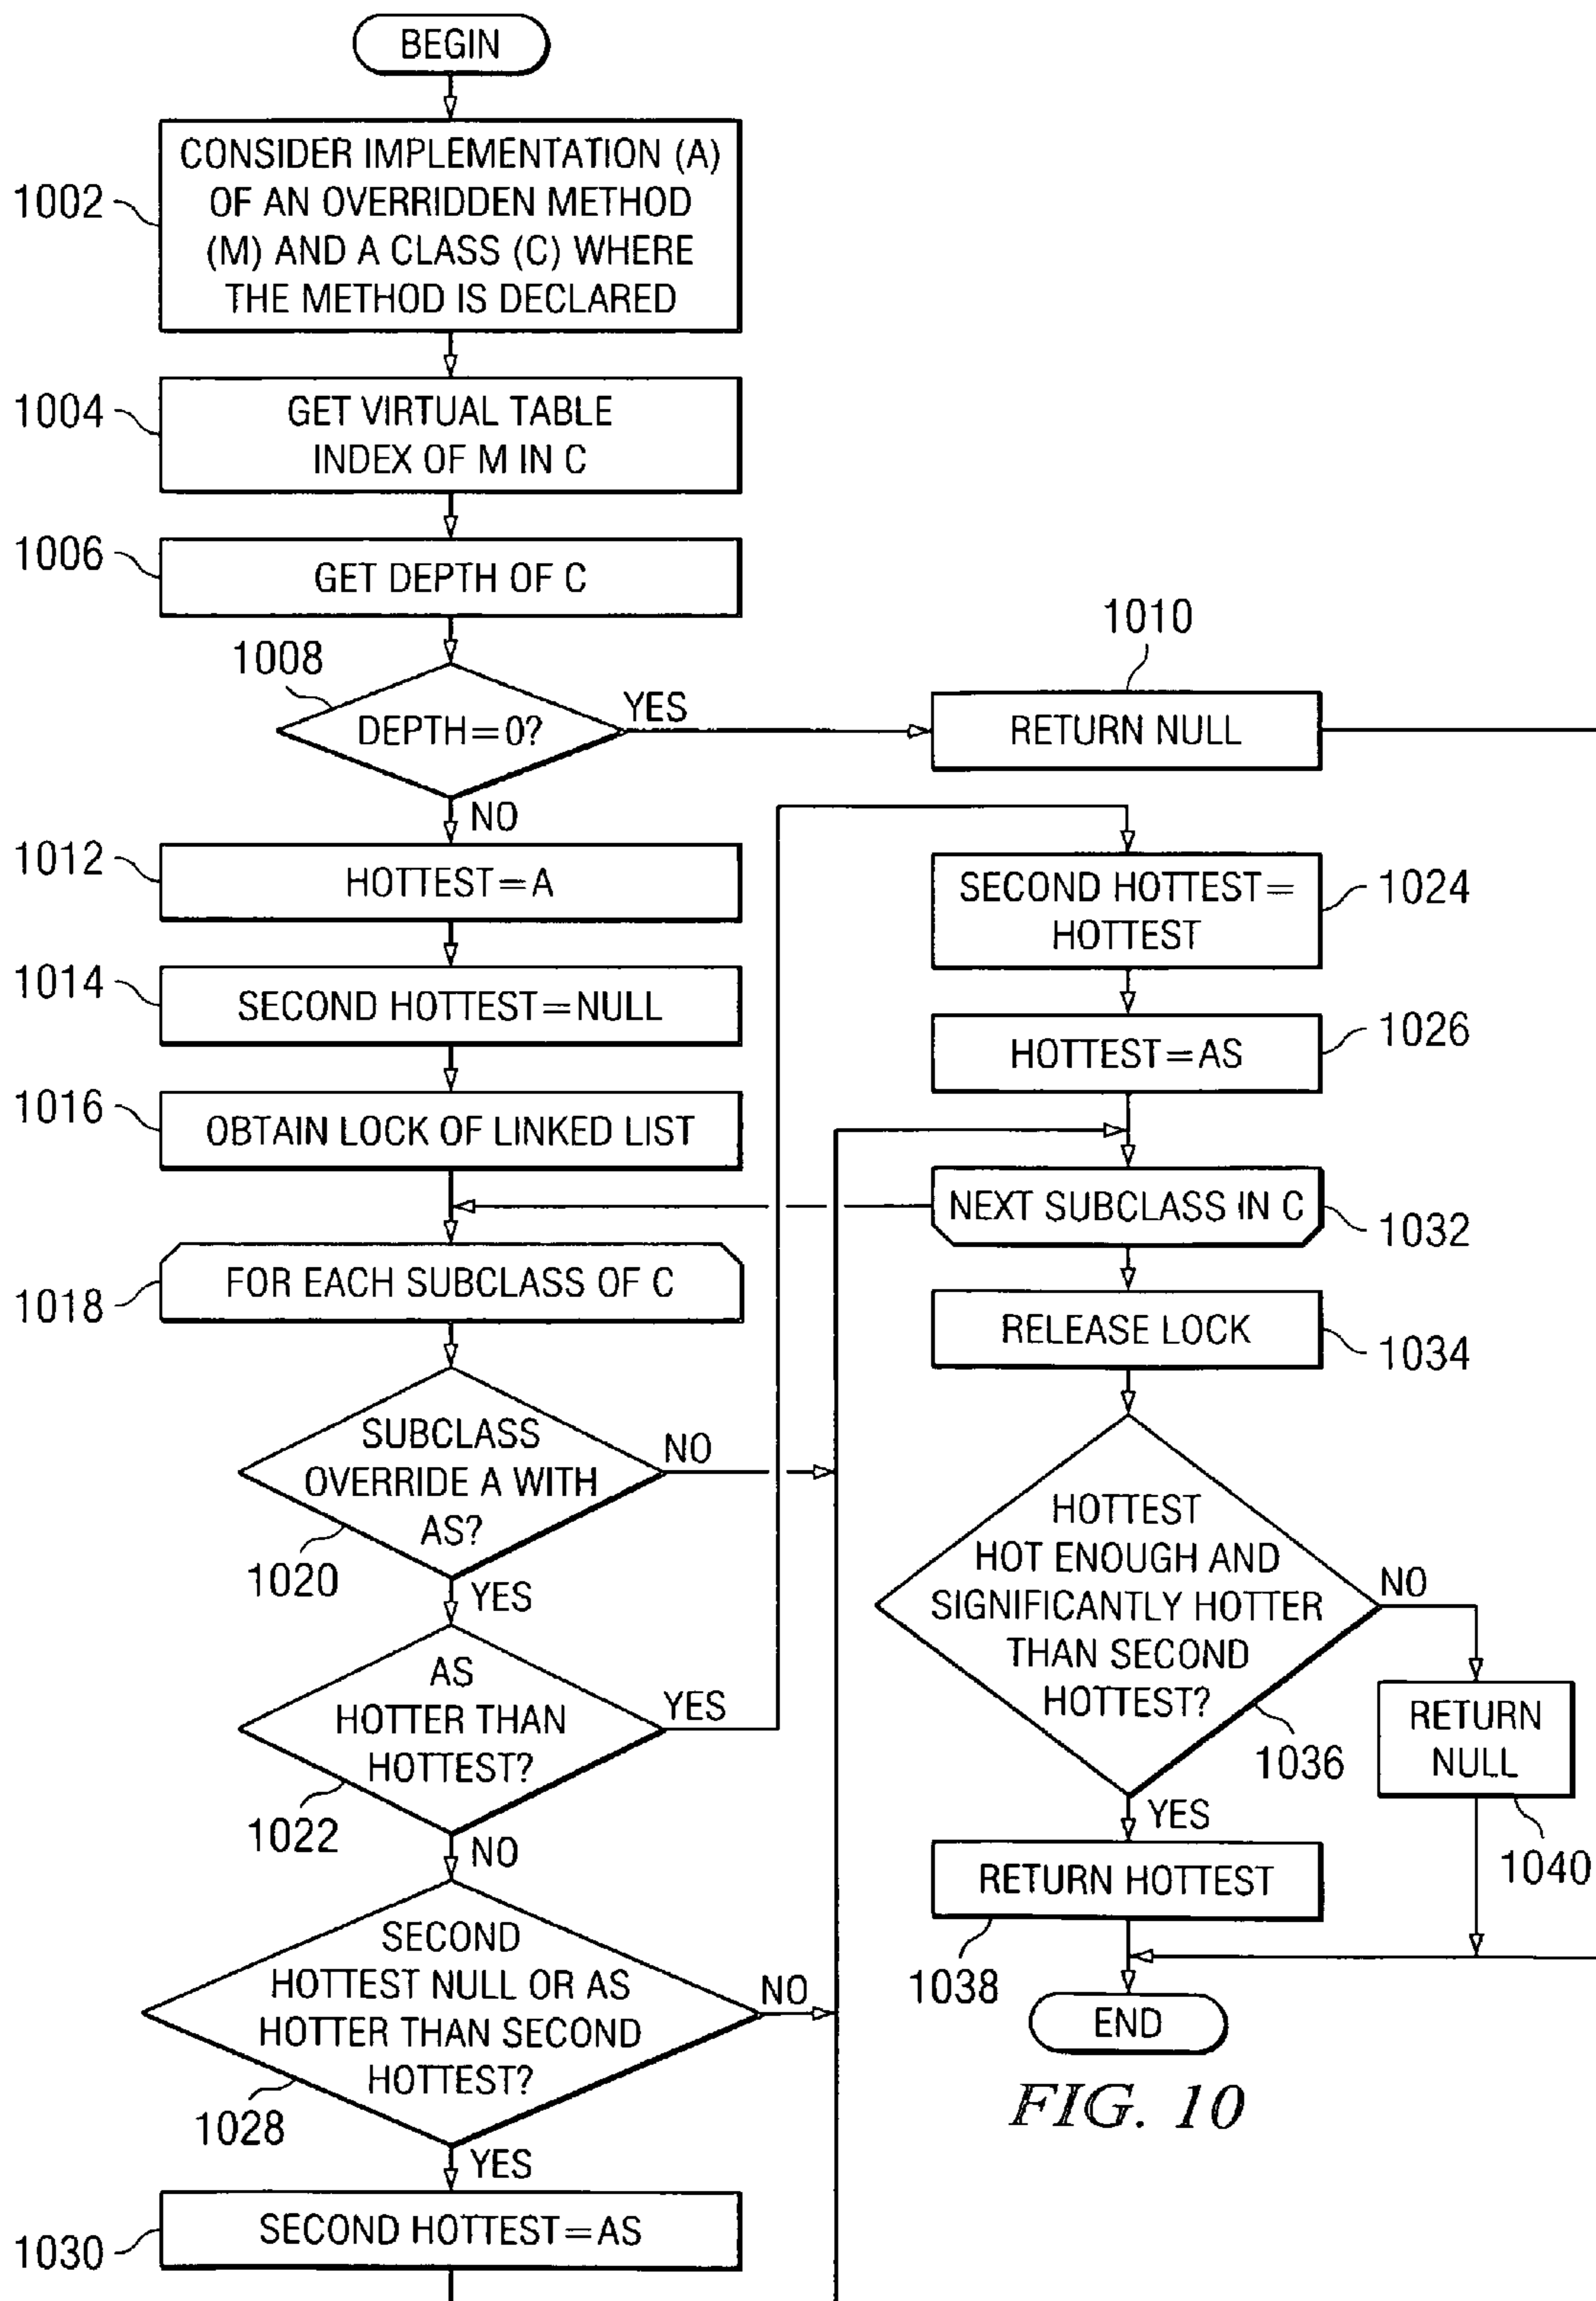 BEGIN
1002
CONSIDER IMPLEMENTATION (A)
OF AN OVERRIDDEN METHOD
(M) AND A CLASS (C) WHERE
THE METHOD IS DECLARED
1004
GET VIRTUAL TABLE
INDEX OF M IN C
1006
GET DEPTH OF C
1008
DEPTH=0?
YES
NO
1010
RETURN NULL
1012
HOTTEST=A
1014
SECOND HOTTEST=NULL
1016
OBTAIN LOCK OF LINKED LIST
1018
FOR EACH SUBCLASS OF C
SUBCLASS
OVERRIDE A WITH
AS?
1020
NO
YES
AS
HOTTER THAN
HOTTEST?
1022
YES
NO
SECOND
HOTTEST NULL OR AS
HOTTER THAN SECOND
HOTTEST?
1028
NO
YES
1030
SECOND HOTTEST=AS
SECOND HOTTEST=
HOTTEST
1024
HOTTEST=AS
1026
NEXT SUBCLASS IN C
1032
RELEASE LOCK
1034
HOTTEST
HOT ENOUGH AND
SIGNIFICANTLY HOTTER
THAN SECOND
HOTTEST?
1036
NO
YES
RETURN
NULL
1040
RETURN HOTTEST
1038
END
FIG. 10